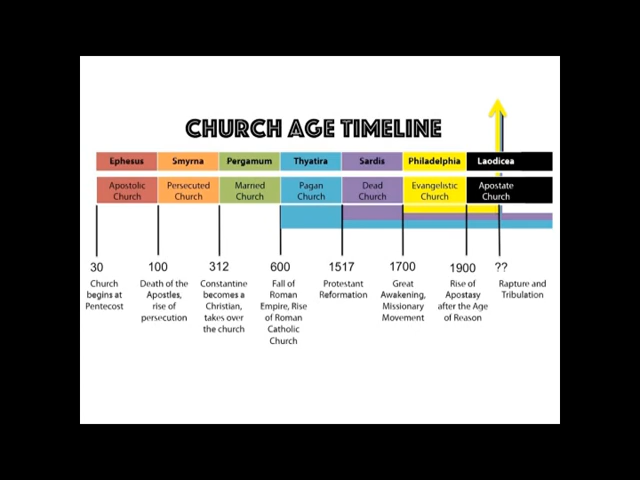 CHURCH AGE TIMELINE
Ephesus Smyrna Pergamum Thyatira Sardis Philadelphia Laodicea
Apostolic Church
Persecuted Church
Married Church
Pagan Church
Dead Church
Evangelistic Church
Apostate Church
30
Church
begins at
Pentecost
100
Death of the
Apostles,
rise of
persecution
312
Constantine
becomes a
Christian,
takes over
the church
600
Fall of
Roman
Empire, Rise
of Roman
Catholic
Church
1517
Protestant
Reformation
1700
Great
Awakening,
Missionary
Movement
1900
Rise of
Apostasy
after the Age
of Reason
??
Rapture and
Tribulation